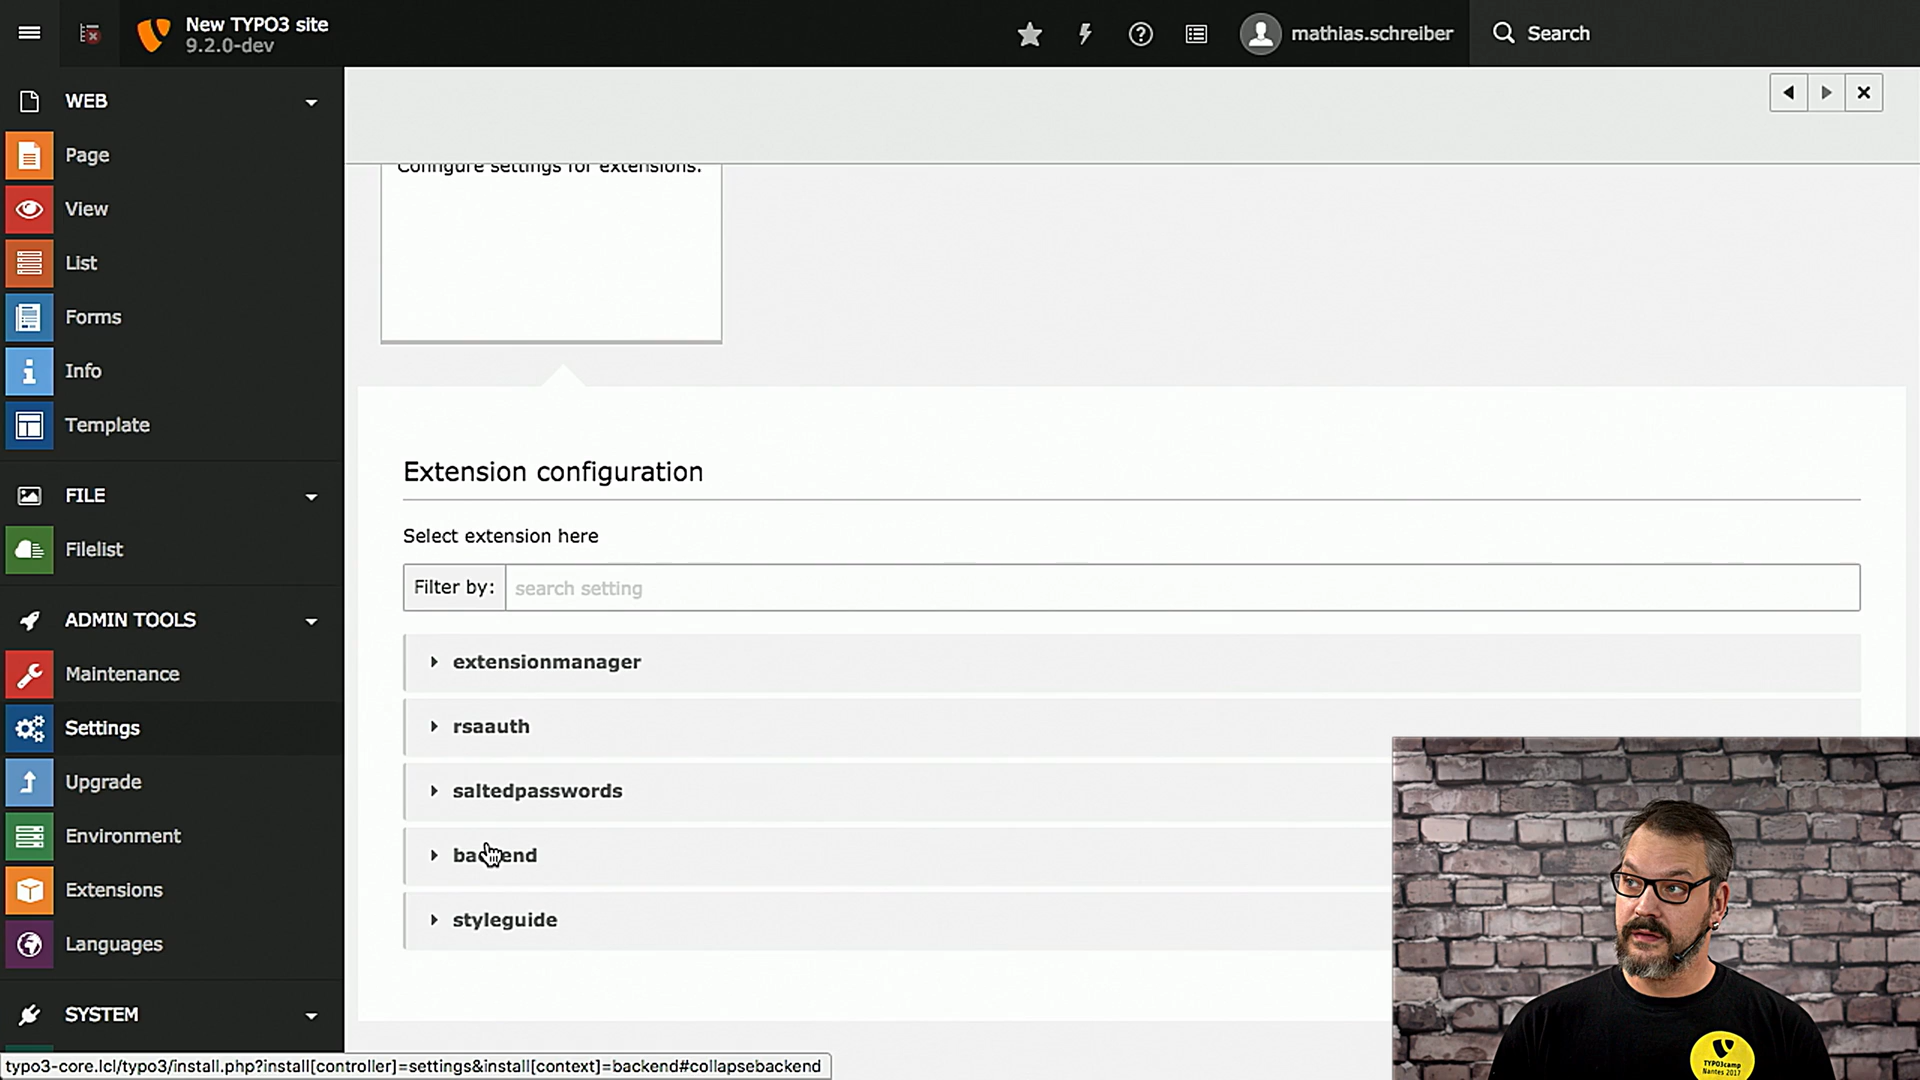 New TYPO3 site
9.2.0-dev
mathias.schreiber
Search
WEB
Page
View
List
Forms
Info
Template
FILE
Filelist
ADMIN TOOLS
Maintenance
Settings
Upgrade
Environment
Extensions
Languages
SYSTEM
Configure settings for extensions.
Extension configuration
Select extension here
Filter by: search setting
extensionmanager
rsaauth
saltedpasswords
backend
styleguide
TYPO3camp
Nantes 2017
typo3-core.lcl/typo3/install.php?install[controller]=settings&install[context]=backend#collapsebackend